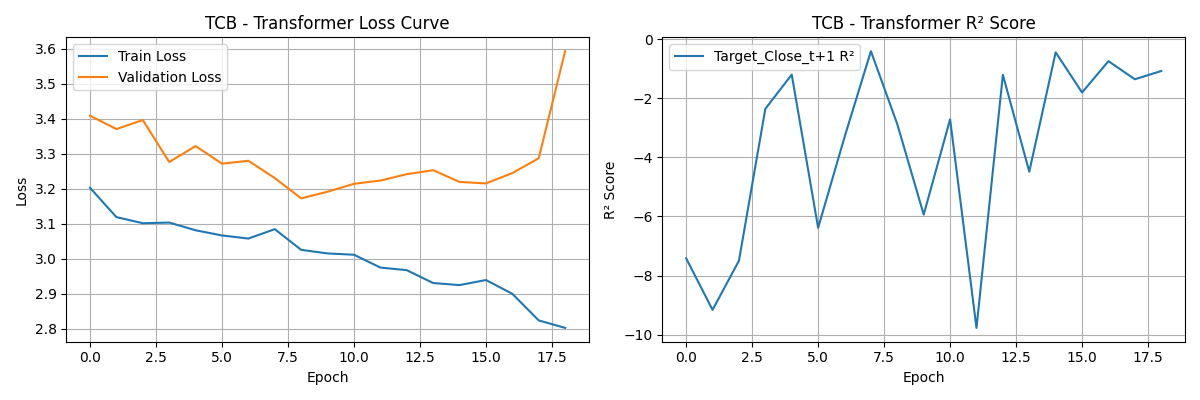 TCB - Transformer Loss Curve
Train Loss
Validation Loss
3.6
3.5
3.4
3.3
3.2
3.1
3.0
2.9
2.8
Loss
0.0 2.5 5.0 7.5 10.0 12.5 15.0 17.5
Epoch
TCB - Transformer R² Score
Target_Close_t+1 R²
0
−2
−4
−6
−8
−10
R² Score
0.0 2.5 5.0 7.5 10.0 12.5 15.0 17.5
Epoch